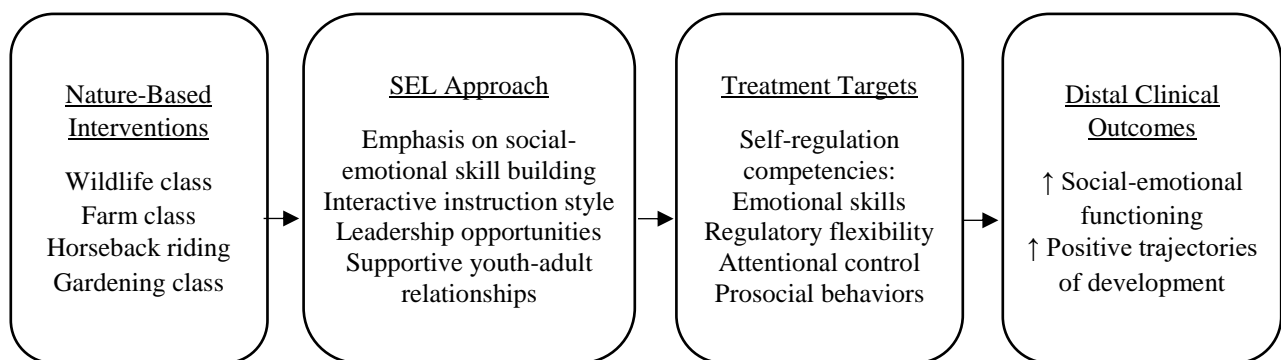 Nature-Based
Interventions
Wildlife class
Farm class
Horseback riding
Gardening class
SEL Approach
Emphasis on social-
emotional skill building
Interactive instruction style
Leadership opportunities
Supportive youth-adult
relationships
Treatment Targets
Self-regulation
competencies:
Emotional skills
Regulatory flexibility
Attentional control
Prosocial behaviors
Distal Clinical
Outcomes
↑ Social-emotional
functioning
↑ Positive trajectories
of development